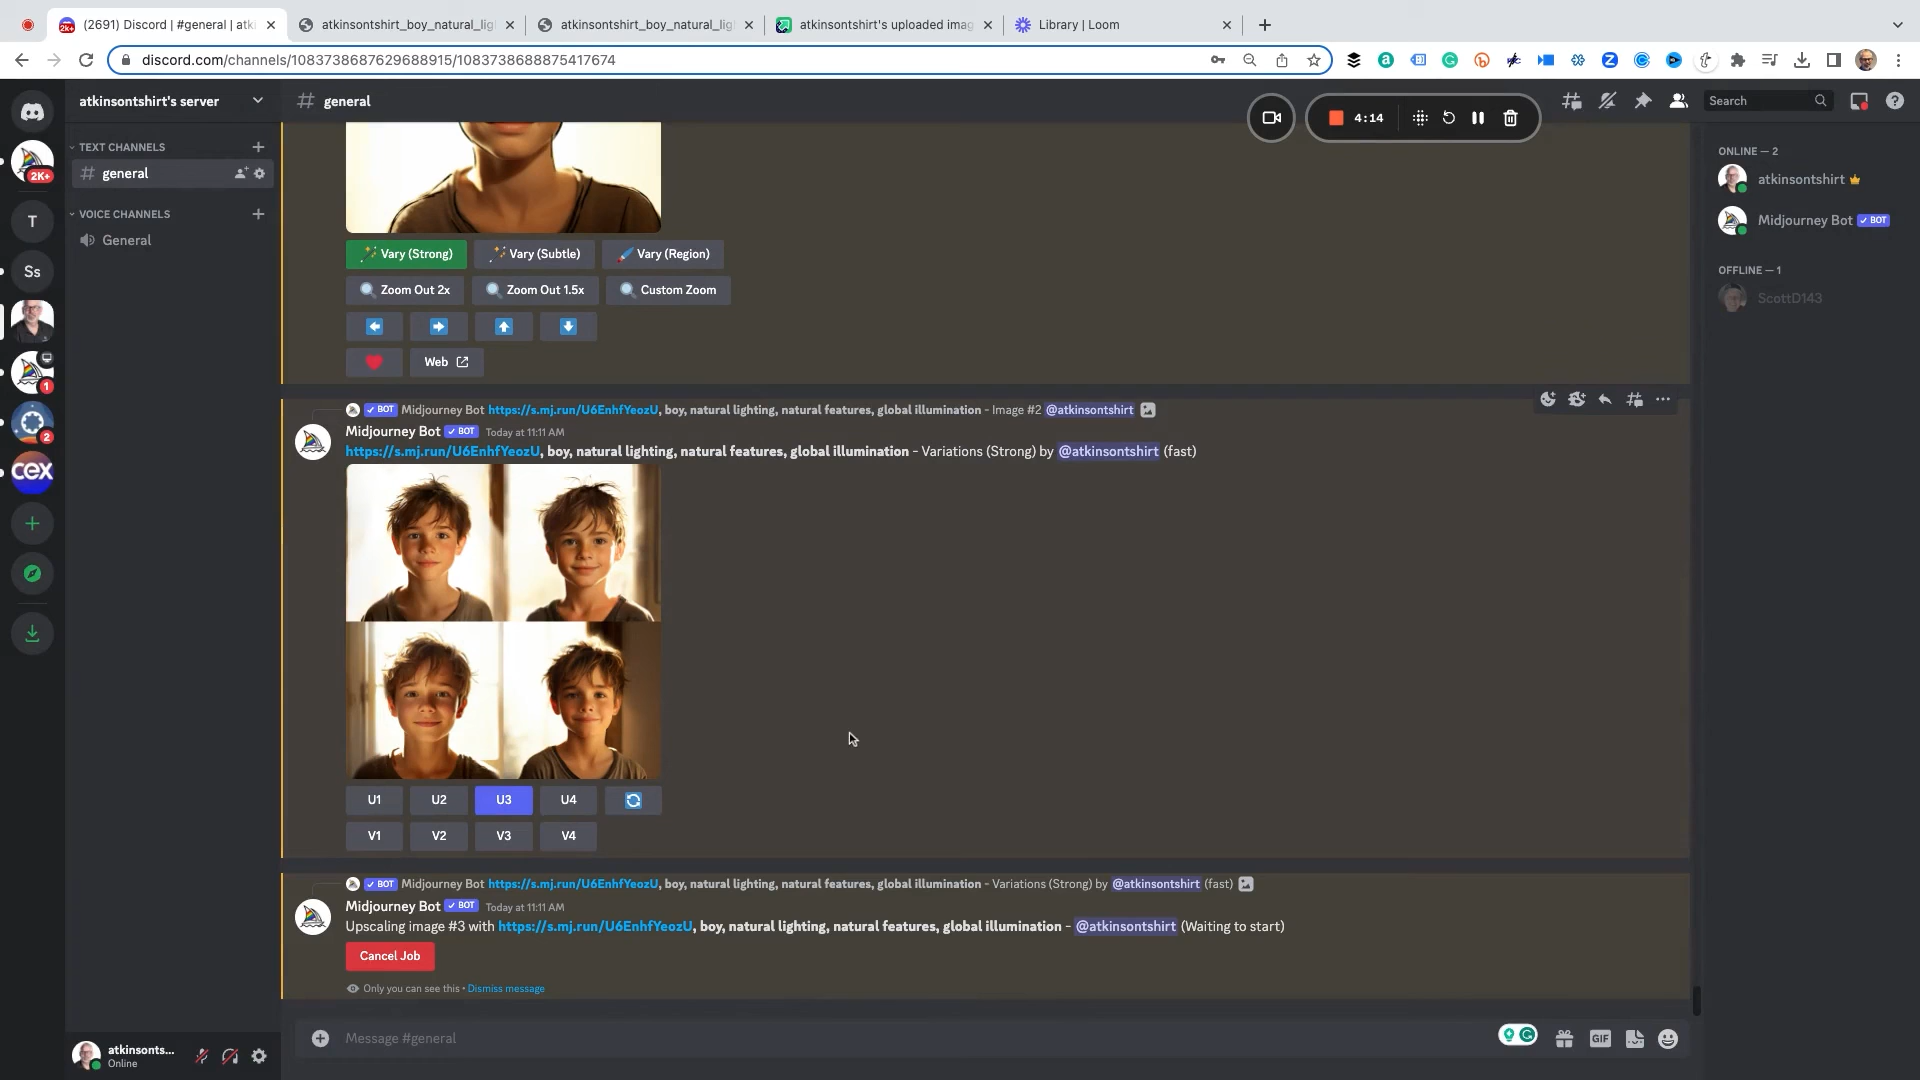 (2691) Discord | #general | atki
atkinsontshirt_boy_natural_lig
atkinsontshirt_boy_natural_lig
atkinsontshirt's uploaded imag
Library | Loom
discord.com/channels/1083738687629688915/1083738688875417674
atkinsontshirt's server
general
4:14
Search
TEXT CHANNELS
general
VOICE CHANNELS
General
2K+
T
Ss
1
2
cex
ONLINE — 2
atkinsontshirt
Midjourney Bot BOT
OFFLINE — 1
ScottD143
Vary (Strong) Vary (Subtle) Vary (Region)
Zoom Out 2x Zoom Out 1.5x Custom Zoom
Web
BOT Midjourney Bot https://s.mj.run/U6EnhfYeozU, boy, natural lighting, natural features, global illumination - Image #2 @atkinsontshirt
Midjourney Bot BOT Today at 11:11 AM
https://s.mj.run/U6EnhfYeozU, boy, natural lighting, natural features, global illumination - Variations (Strong) by @atkinsontshirt (fast)
U1 U2 U3 U4
V1 V2 V3 V4
BOT Midjourney Bot https://s.mj.run/U6EnhfYeozU, boy, natural lighting, natural features, global illumination - Variations (Strong) by @atkinsontshirt (fast)
Midjourney Bot BOT Today at 11:11 AM
Upscaling image #3 with https://s.mj.run/U6EnhfYeozU, boy, natural lighting, natural features, global illumination - @atkinsontshirt (Waiting to start)
Cancel Job
Only you can see this • Dismiss message
Message #general
GIF
atkinsonts...
Online